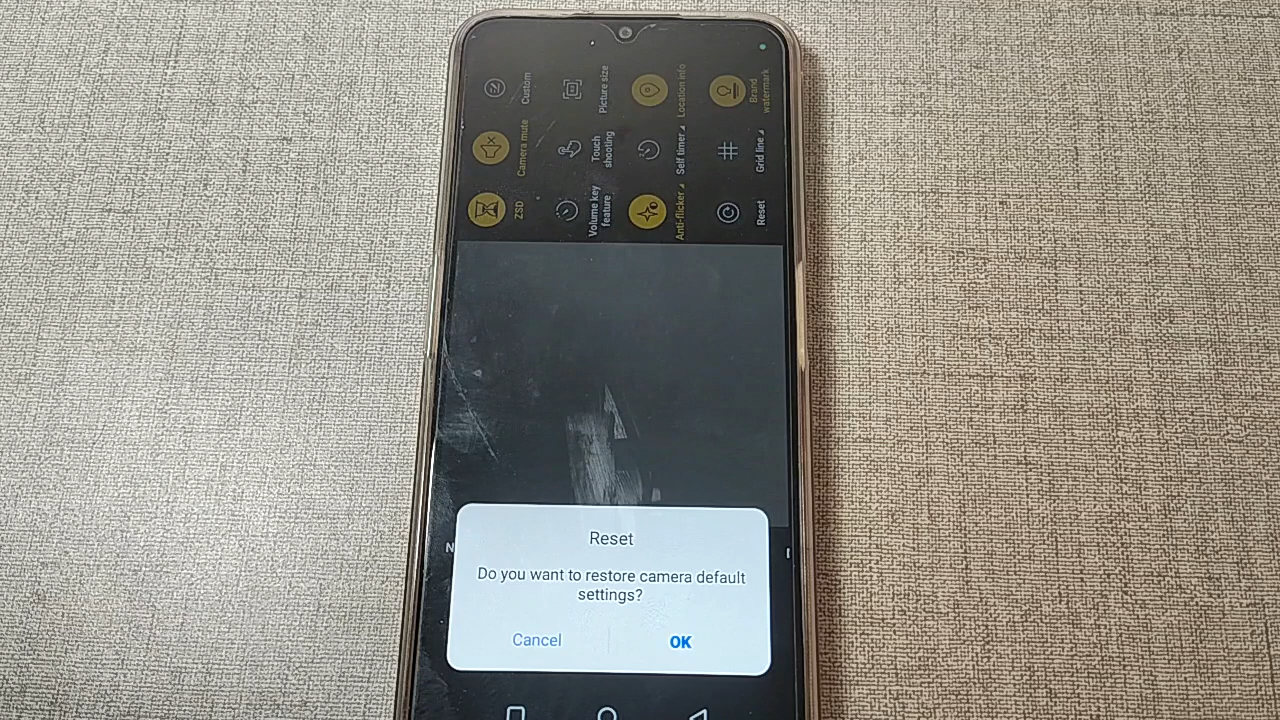 Custom
Picture size
Location info
Brand
watermark
Camera mute
Touch
shooting
Self timer
Grid line
ZSD
Volume key
feature
Anti-flicker
Reset
N
Reset
Do you want to restore camera default
settings?
Cancel
OK